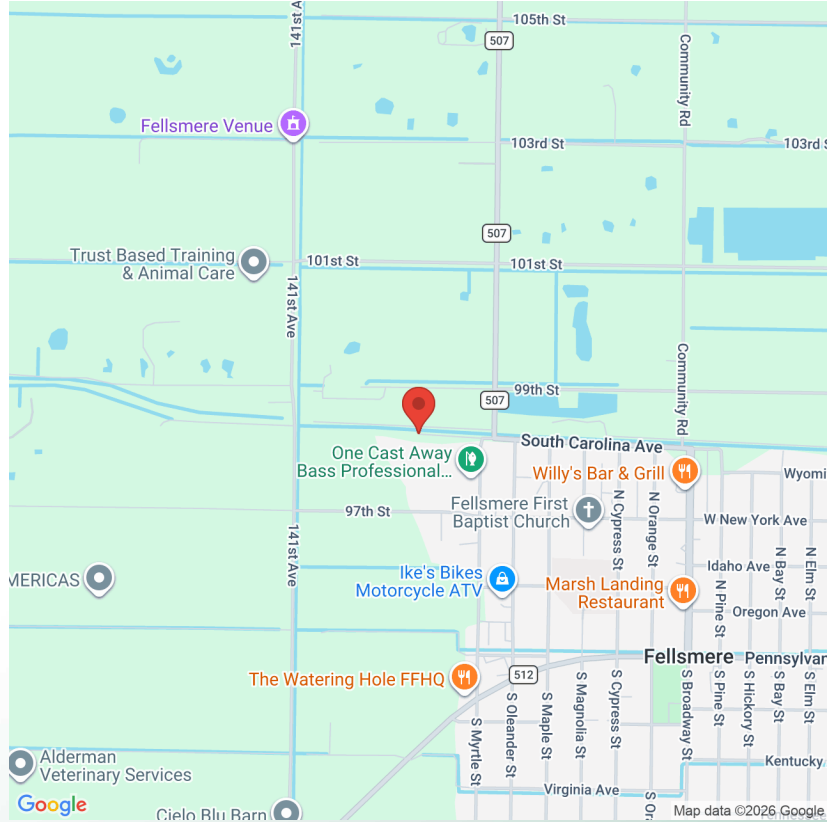 105th St
141st A
507
Community Rd
Fellsmere Venue
103rd St
103rd S
507
Trust Based Training
& Animal Care
101st St
101st St
141st Ave
Community Rd
99th St
507
South Carolina Ave
One Cast Away
Bass Professional...
Willy's Bar & Grill
Wyomi
N Cypress St
N Orange St
97th St
Fellsmere First
Baptist Church
W New York Ave
141st Ave
MERICAS
Ike's Bikes
Motorcycle ATV
Idaho Ave
N Pine St
N Bay St
N Elm St
Marsh Landing
Restaurant
Oregon Ave
Fellsmere
Pennsylvan
The Watering Hole FFHQ
512
S Myrtle St
S Oleander St
S Maple St
S Magnolia St
S Cypress St
S Broadway St
S Pine St
S Hickory St
S Bay St
S Elm St
Alderman
Veterinary Services
Kentucky
Virginia Ave
S Ora
Google
Cielo Blu Barn
Map data ©2026 Google